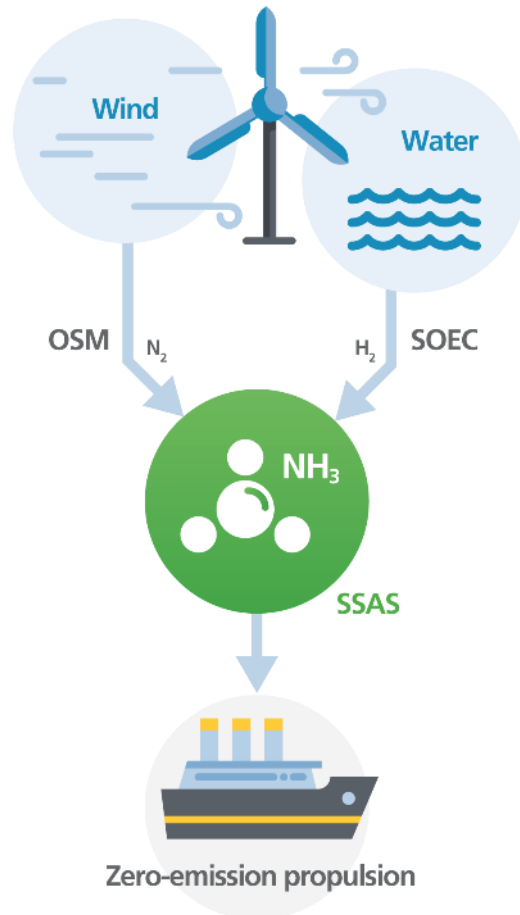 Wind
Water
OSM
N₂
H₂
SOEC
NH₃
SSAS
Zero-emission propulsion